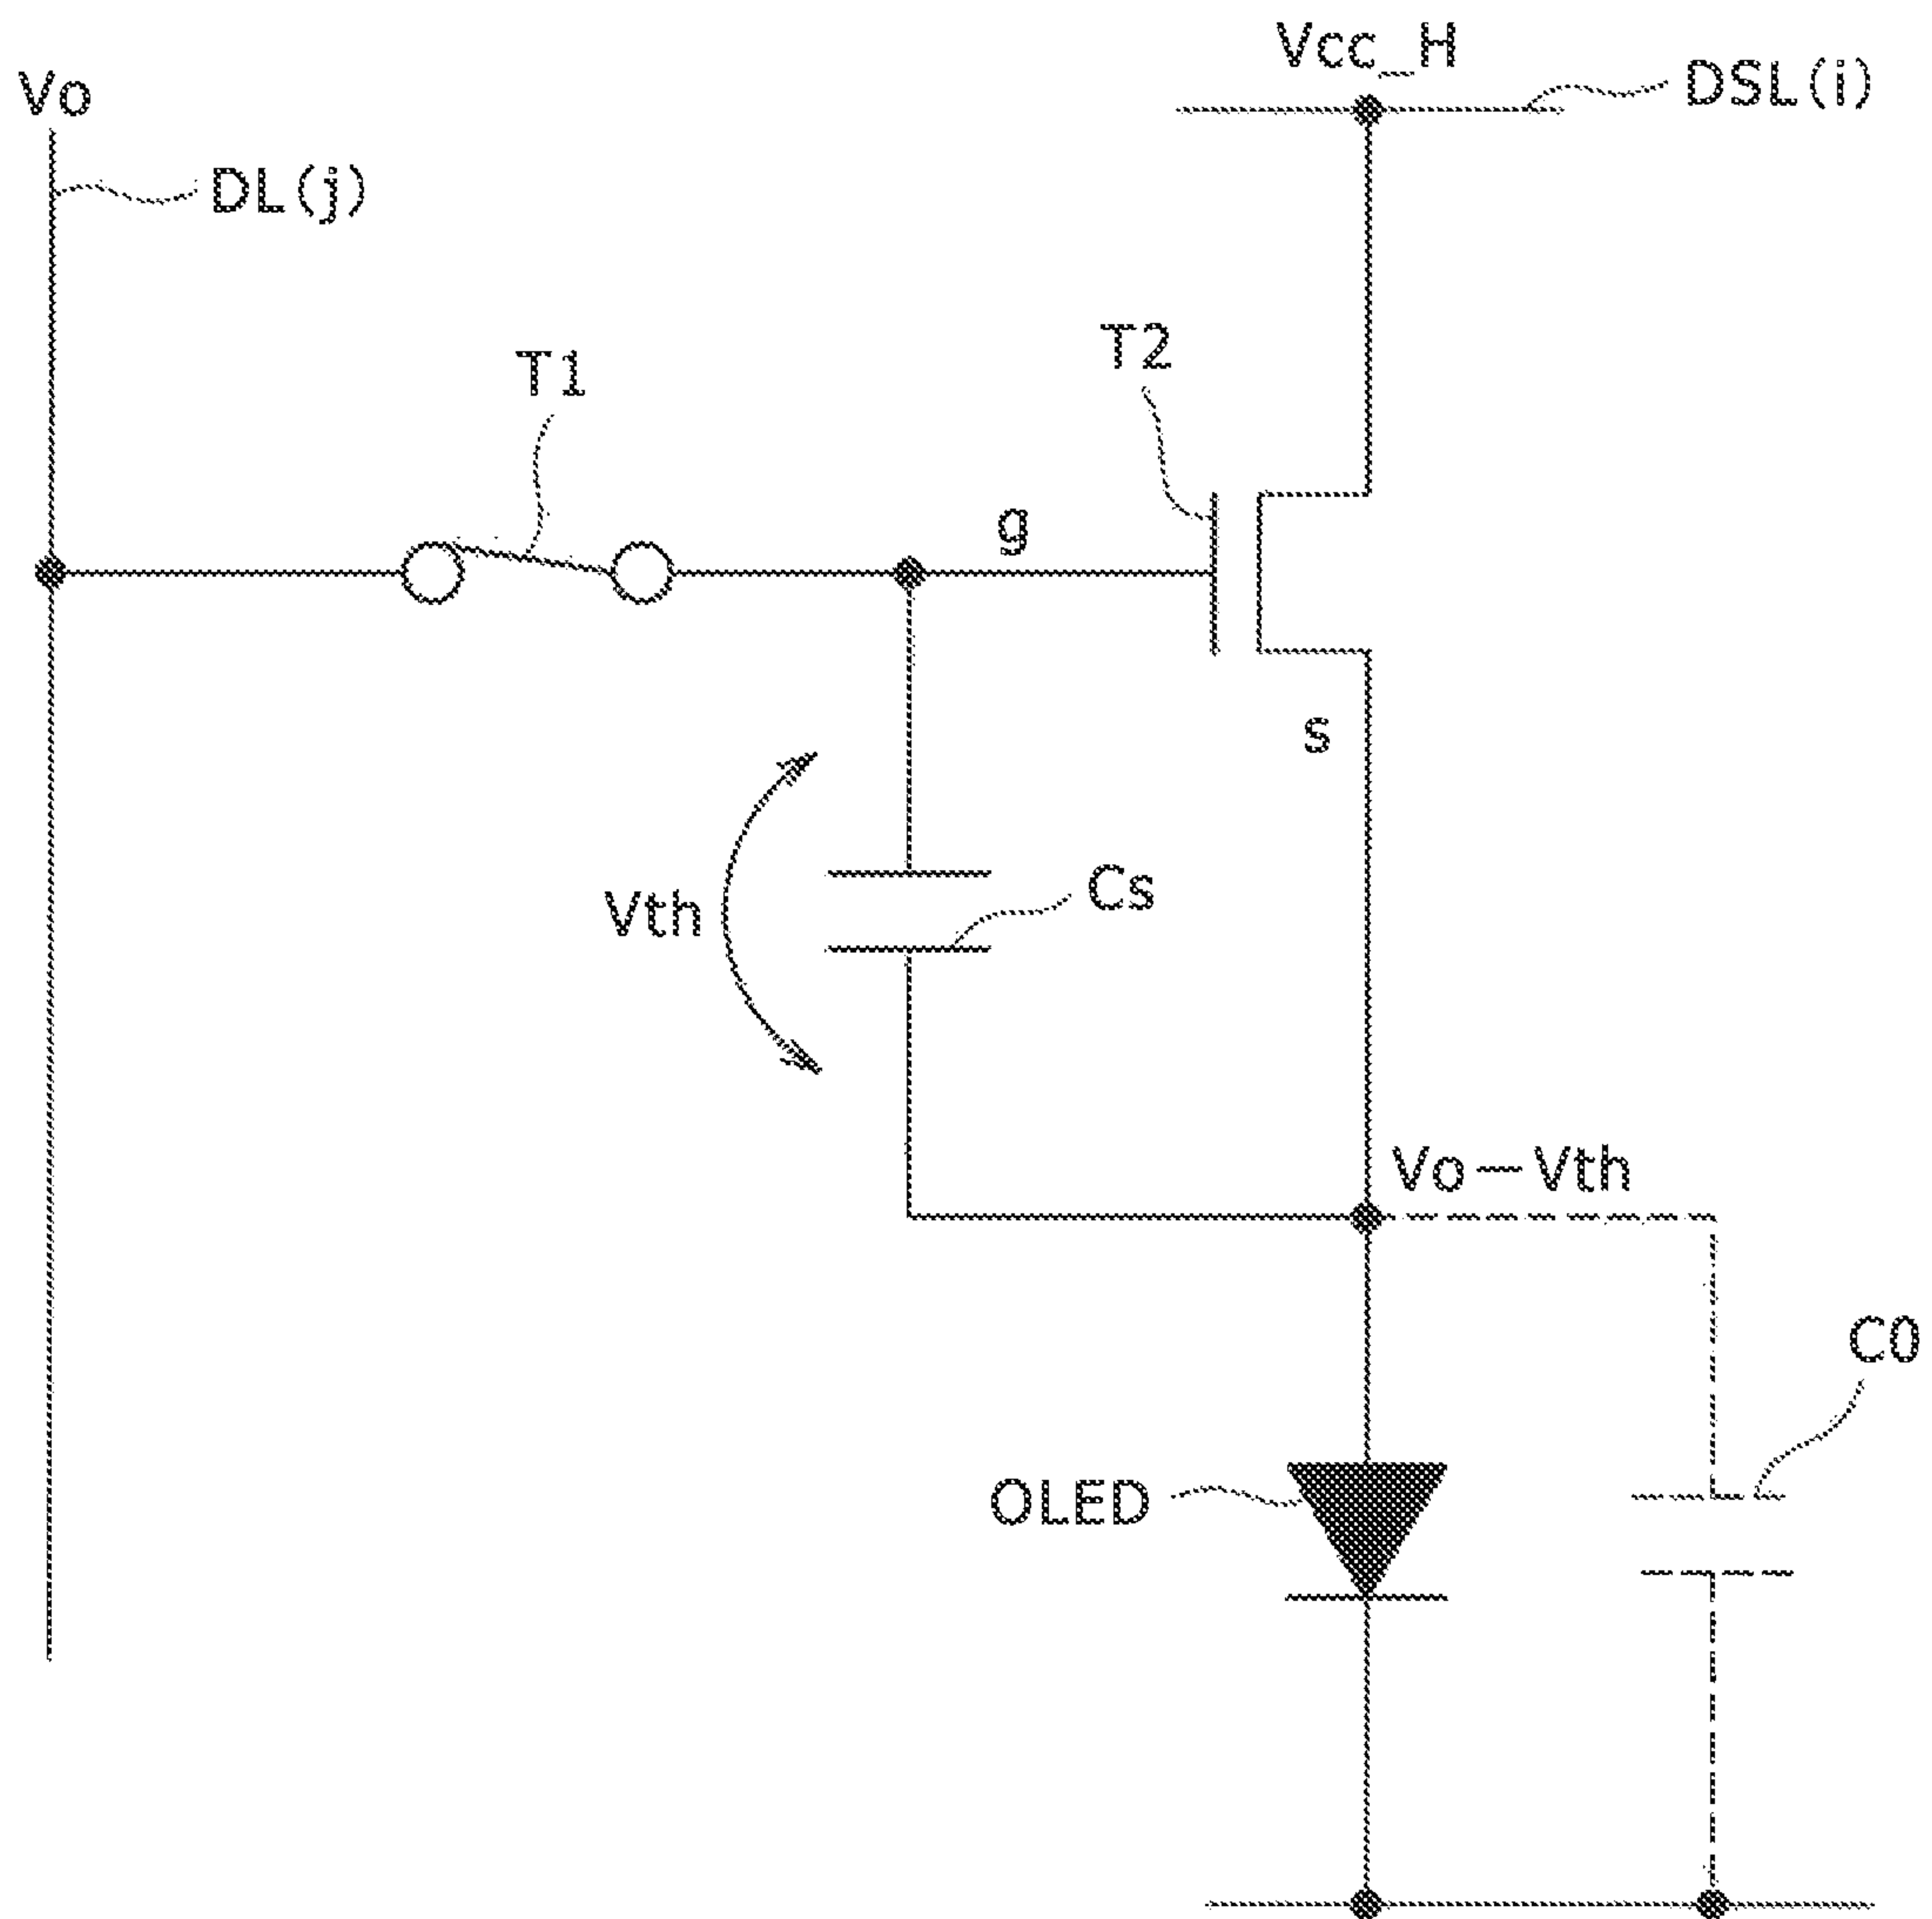 Vcc_H
DSL(i)
Vo
DL(j)
T2
T1
g
s
Cs
Vth
Vo−Vth
C0
OLED